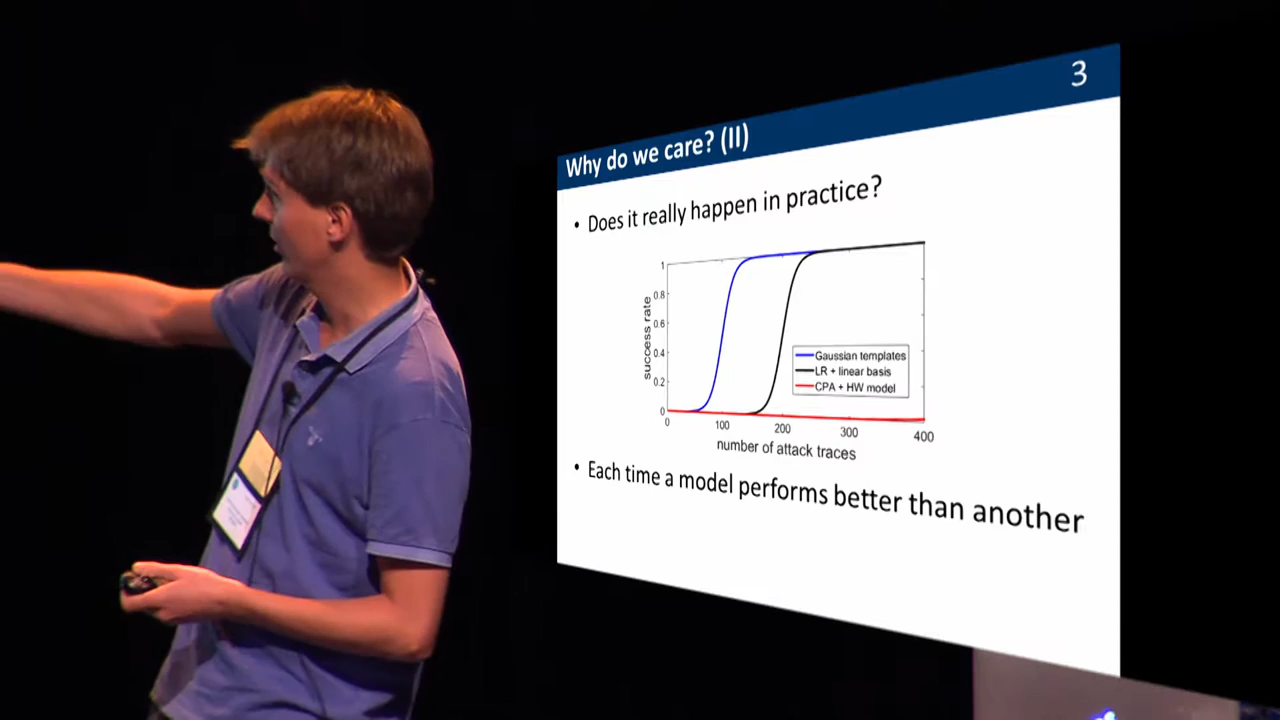 3
Why do we care? (II)
• Does it really happen in practice?
1
0.8
0.6
0.4
0.2
0
success rate
Gaussian templates
LR + linear basis
CPA + HW model
0 100 200 300 400
number of attack traces
• Each time a model performs better than another